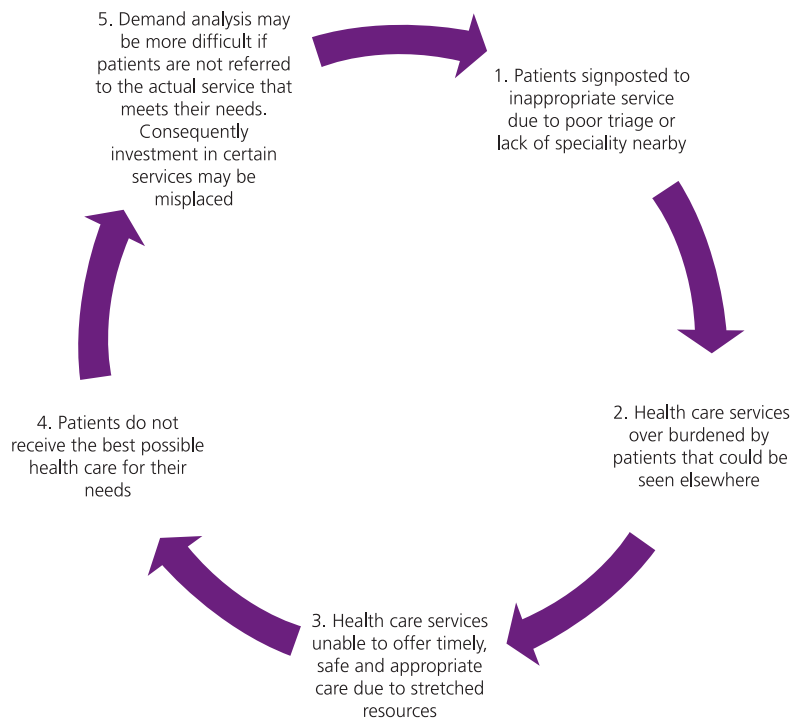 5. Demand analysis may
be more difficult if
patients are not referred
to the actual service that
meets their needs.
Consequently
investment in certain
services may be
misplaced
1. Patients signposted to
inappropriate service
due to poor triage or
lack of speciality nearby
2. Health care services
over burdened by
patients that could be
seen elsewhere
3. Health care services
unable to offer timely,
safe and appropriate
care due to stretched
resources
4. Patients do not
receive the best possible
health care for their
needs